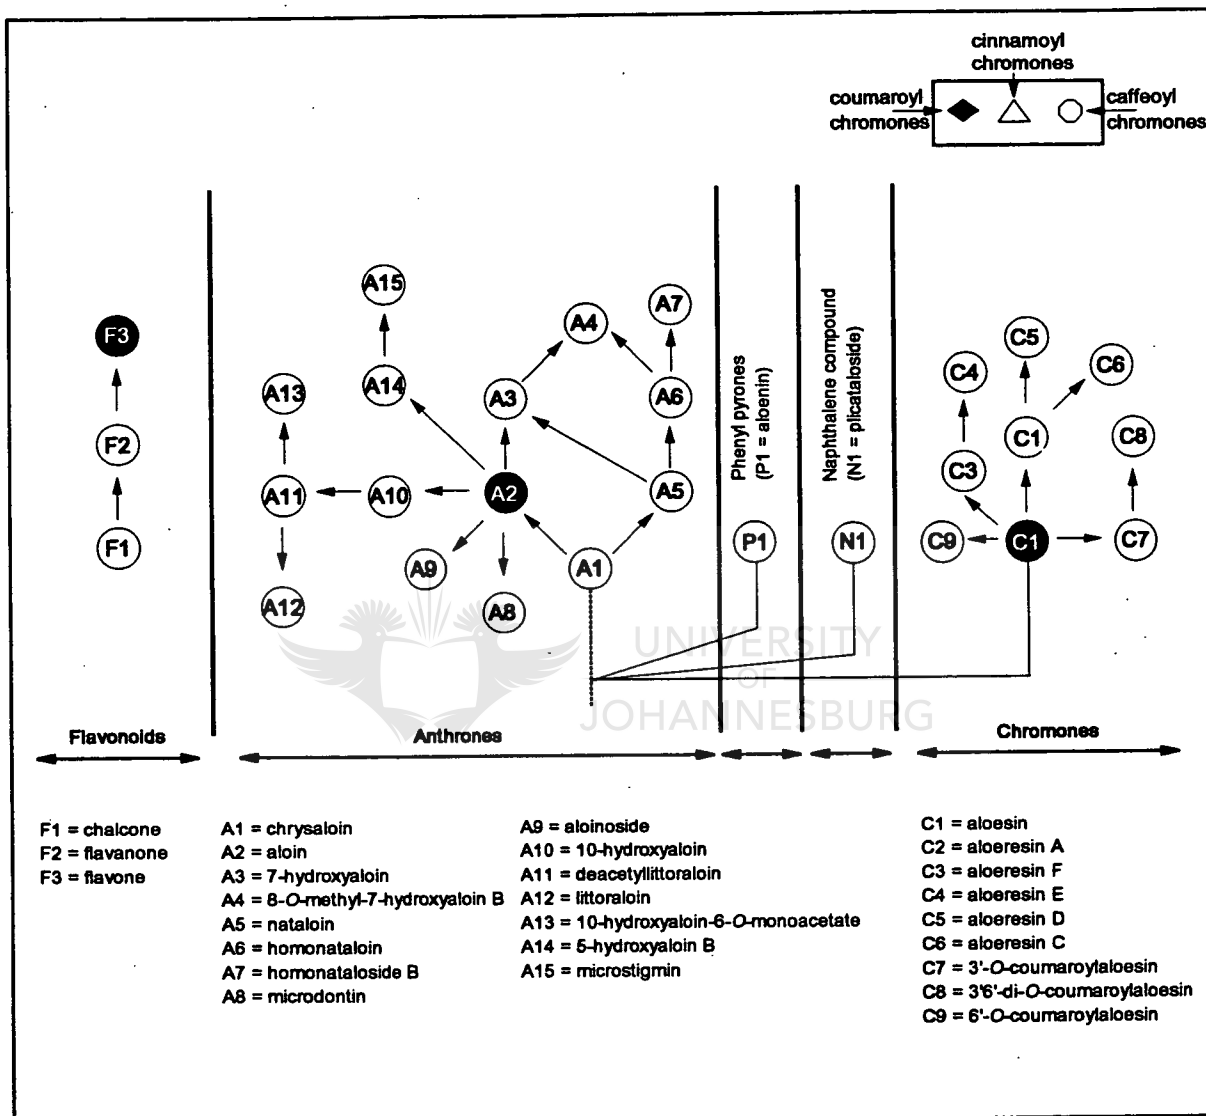 cinnamoyl
chromones
coumaroyl
chromones
caffeoyl
chromones
A15
A7
A4
F3
C5
C6
C4
A14
A13
A3
A6
Phenyl pyrones
(P1 = aloenin)
Naphthalene compound
(N1 = plicataloside)
F2
C1
C8
C3
A11
A10
A2
A5
F1
A9
A1
P1
N1
C9
C1
C7
A12
A8
UNIVERSITY
OF
JOHANNESBURG
Flavonoids
Anthrones
Chromones
F1 = chalcone
F2 = flavanone
F3 = flavone
A1 = chrysaloin
A2 = aloin
A3 = 7-hydroxyaloin
A4 = 8-O-methyl-7-hydroxyaloin B
A5 = nataloin
A6 = homonataloin
A7 = homonataloside B
A8 = microdontin
A9 = aloinoside
A10 = 10-hydroxyaloin
A11 = deacetyllittoraloin
A12 = littoraloin
A13 = 10-hydroxyaloin-6-O-monoacetate
A14 = 5-hydroxyaloin B
A15 = microstigmin
C1 = aloesin
C2 = aloeresin A
C3 = aloeresin F
C4 = aloeresin E
C5 = aloeresin D
C6 = aloeresin C
C7 = 3'-O-coumaroylaloesin
C8 = 3'6'-di-O-coumaroylaloesin
C9 = 6'-O-coumaroylaloesin